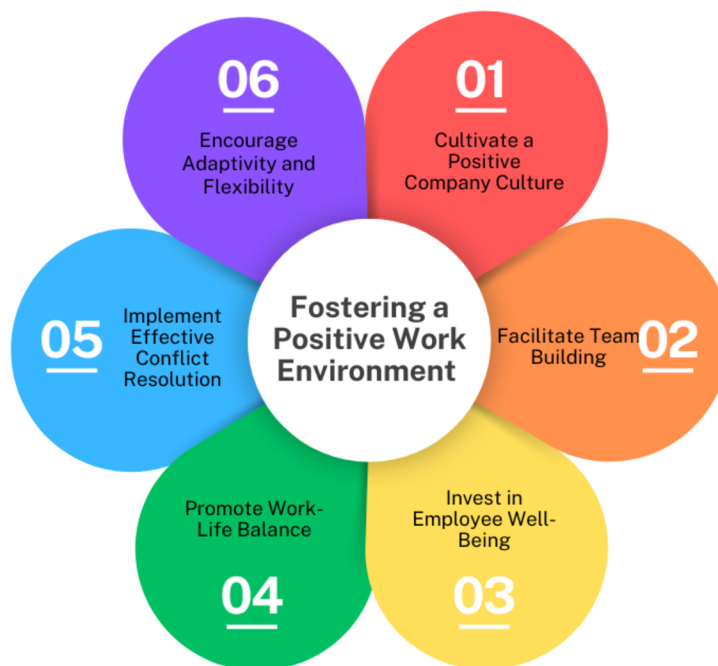 Fostering a
Positive Work
Environment
01
Cultivate a
Positive
Company Culture
02
Facilitate Team
Building
03
Invest in
Employee Well-
Being
04
Promote Work-
Life Balance
05
Implement
Effective
Conflict
Resolution
06
Encourage
Adaptivity and
Flexibility